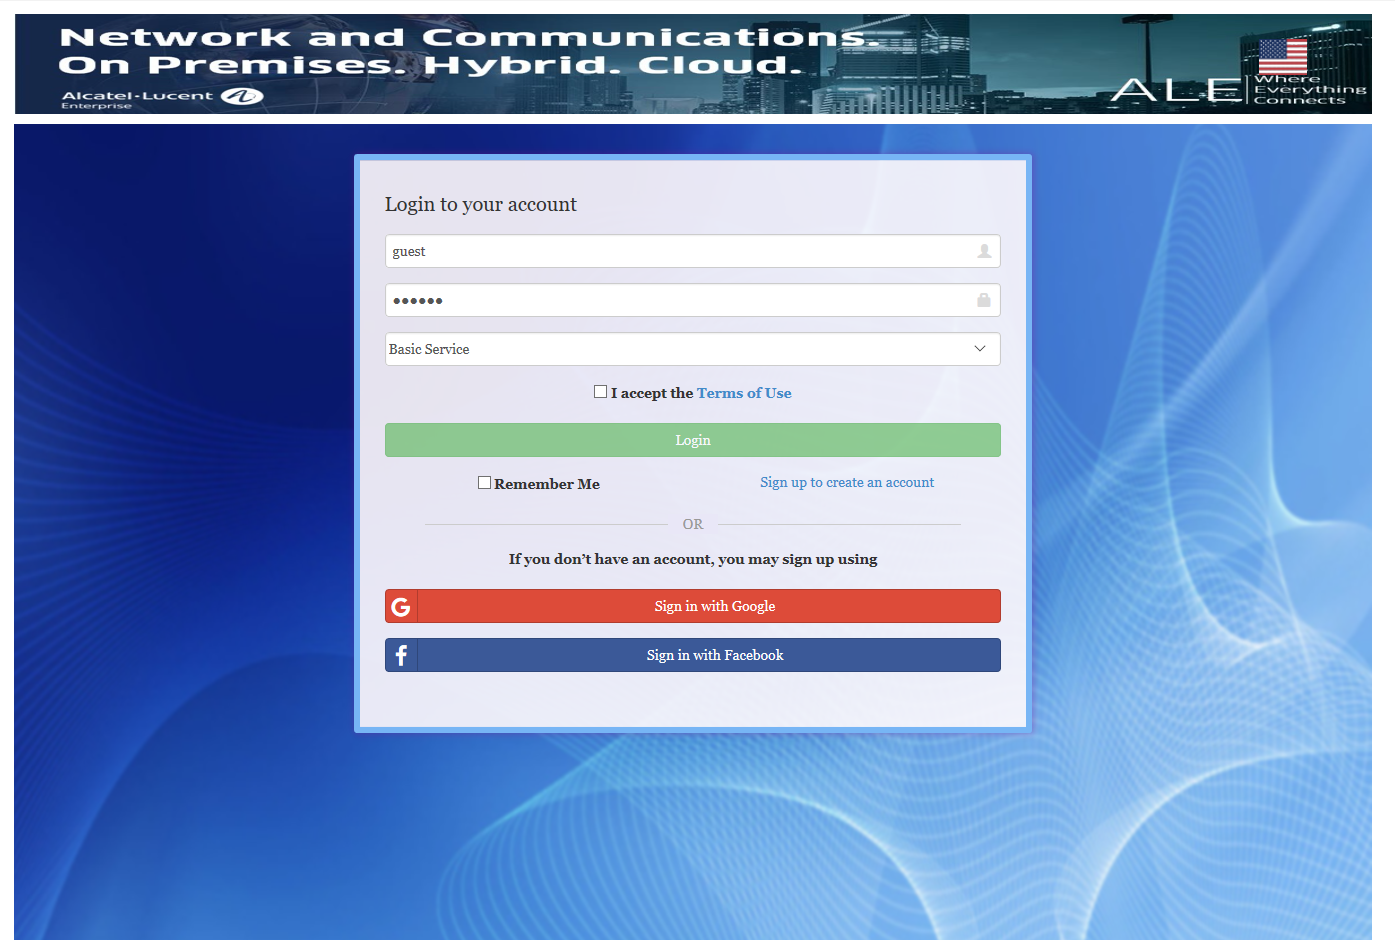 Network and Communications.
On Premises. Hybrid. Cloud.
Alcatel·Lucent
Enterprise
ALE
Where
Everything
Connects
Login to your account
guest
••••••
Basic Service
I accept the Terms of Use
Login
Remember Me
Sign up to create an account
OR
If you don’t have an account, you may sign up using
G
Sign in with Google
f
Sign in with Facebook